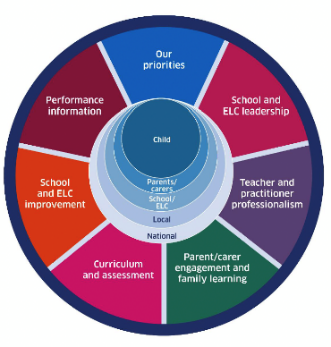 Our
priorities
School and
ELC leadership
Teacher and
practitioner
professionalism
Parent/carer
engagement and
family learning
Curriculum
and assessment
School
and ELC
improvement
Performance
information
Child
Parents/
carers
School/
ELC
Local
National